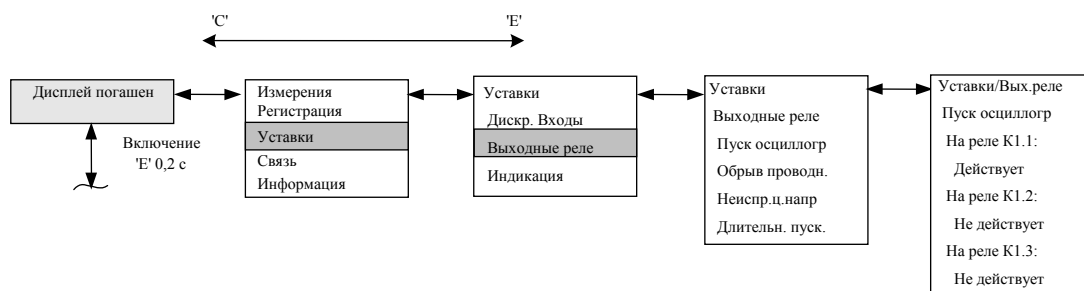 'С' 'Е'
Дисплей погашен
Включение
'Е' 0,2 с
Измерения
Регистрация
Уставки
Связь
Информация
Уставки
Дискр. Входы
Выходные реле
Индикация
Уставки
Выходные реле
Пуск осциллогр
Обрыв проводн.
Неиспр.ц.напр
Длительн. пуск.
Уставки/Вых.реле
Пуск осциллогр
На реле К1.1:
Действует
На реле К1.2:
Не действует
На реле К1.3:
Не действует